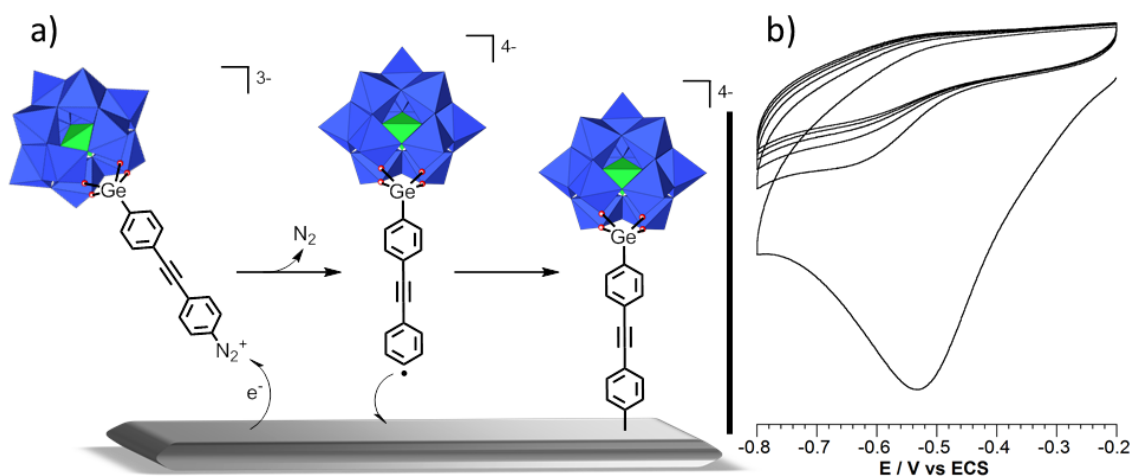 a)
3-
4-
4-
Ge
Ge
Ge
N2
N2+
e-
b)
-0.8 -0.7 -0.6 -0.5 -0.4 -0.3 -0.2
E / V vs ECS